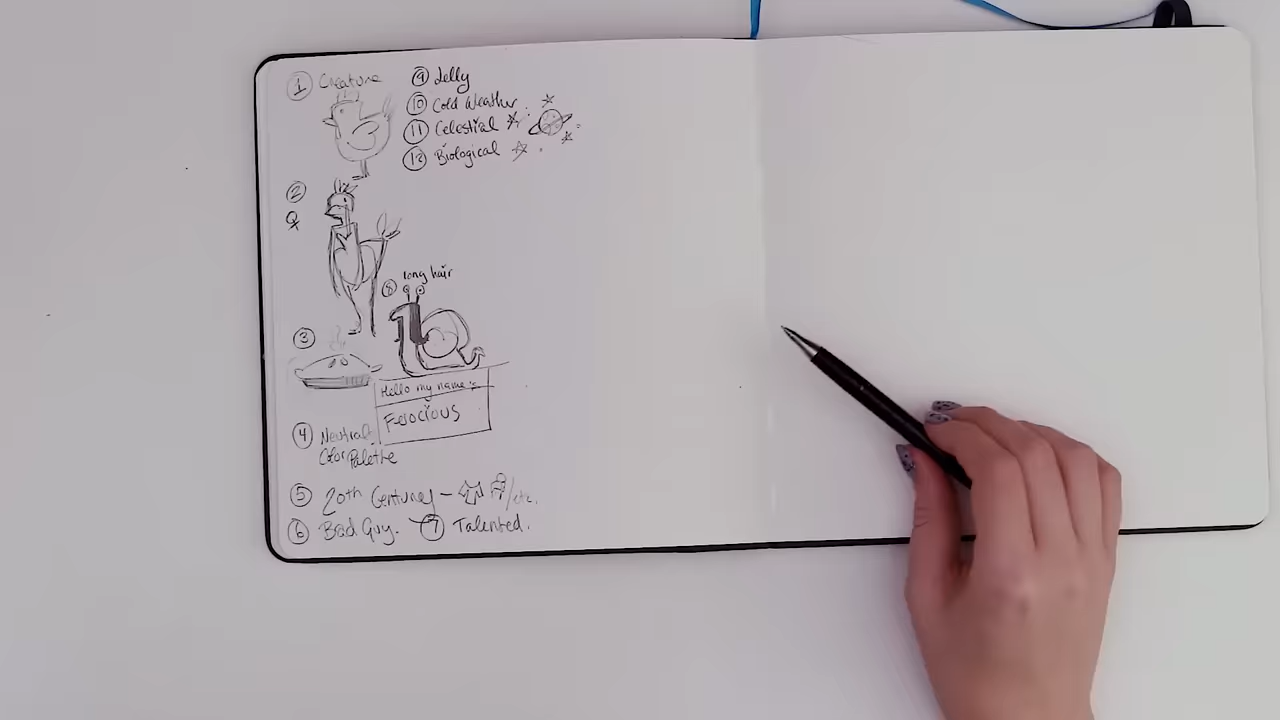 ① Creature
⑨ Jelly
⑩ Cold Weather
⑪ Celestial
⑫ Biological
②
♀
⑧ long hair
③
Hello my name is
Ferocious
④ Neutral
Color Palette
⑤ 20th Century - /etc.
⑥ Bad Guy. ⑦ Talented.